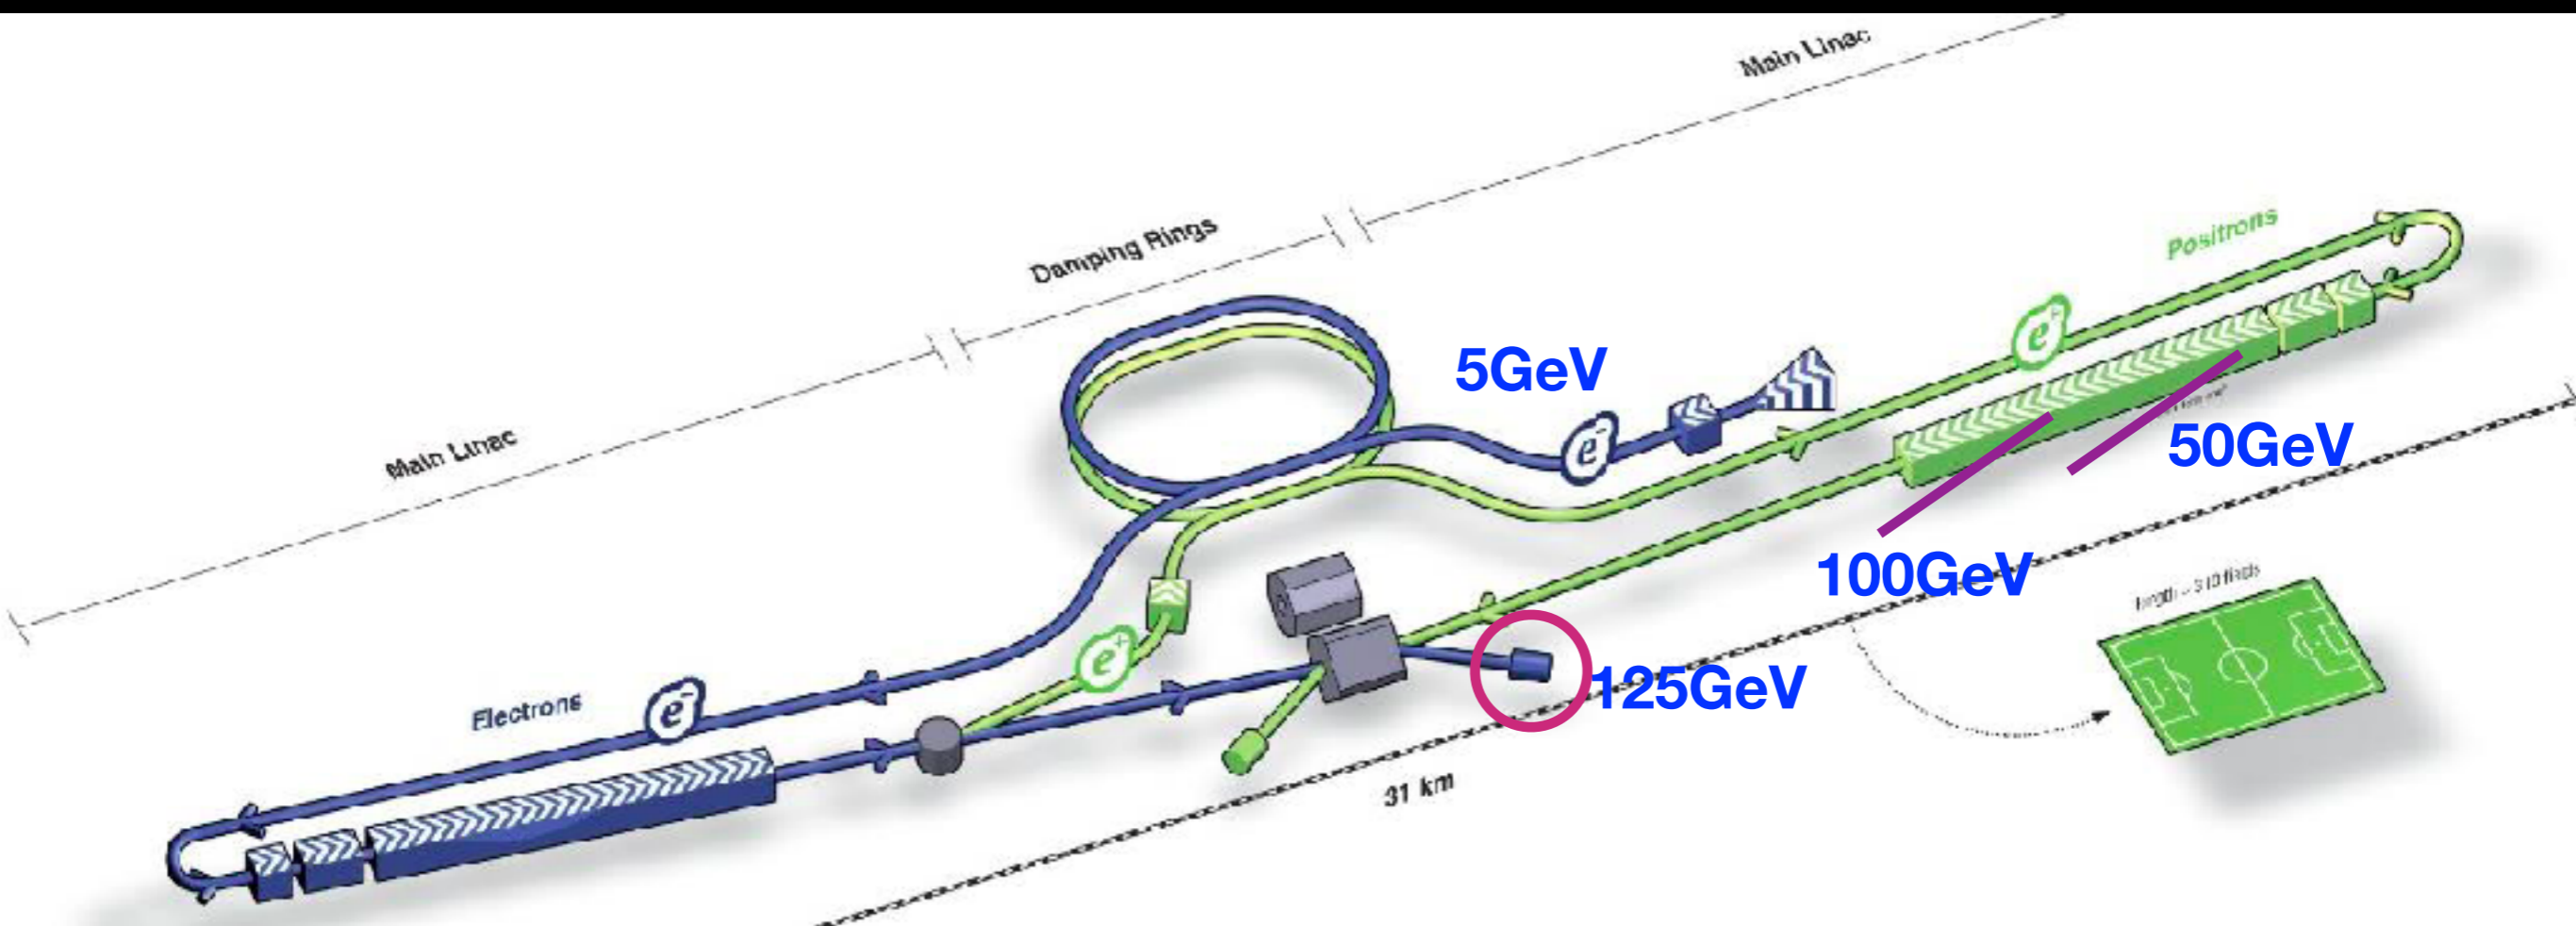 Main Linac
Damping Rings
Main Linac
Positrons
e+
5GeV
e-
50GeV
100GeV
e+
125GeV
Electrons
e-
31 km